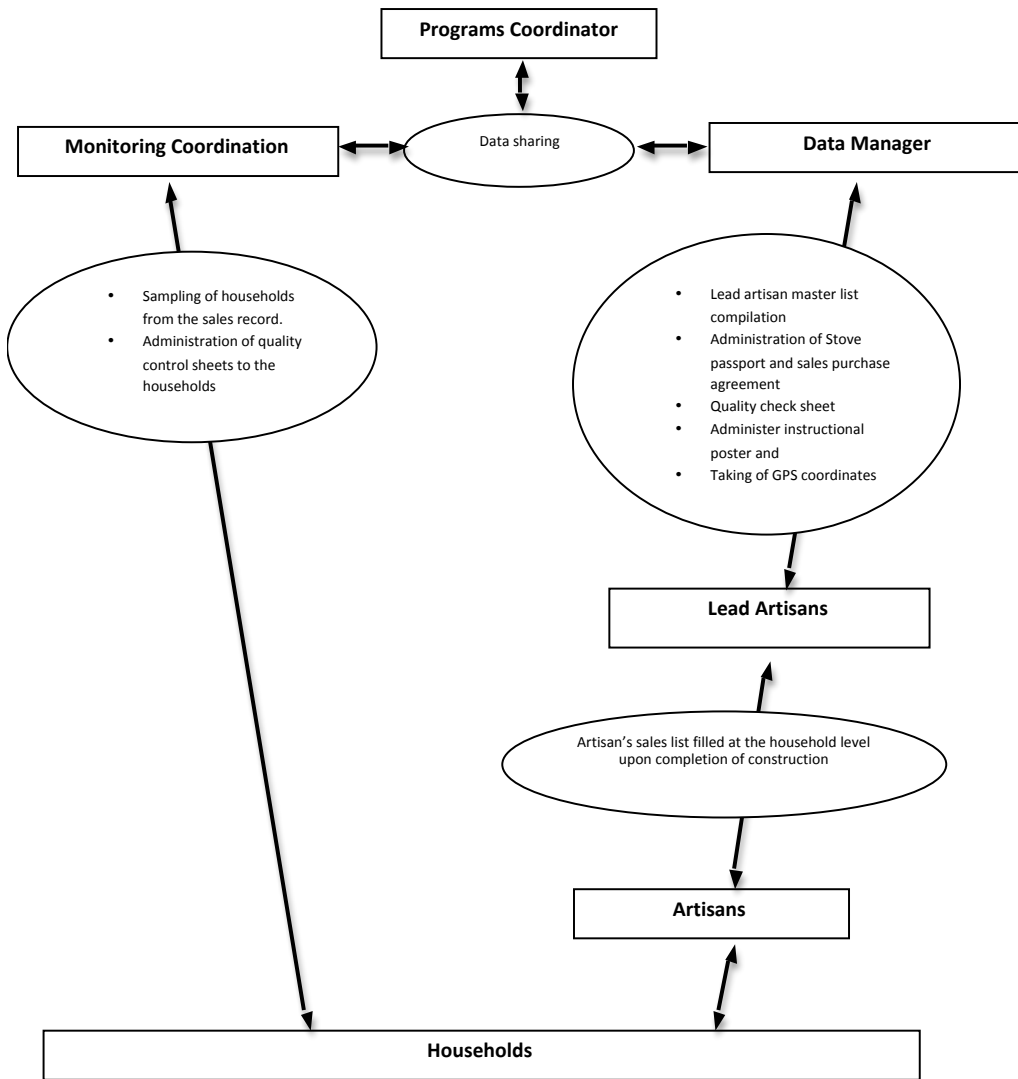 Programs Coordinator
Monitoring Coordination
Data sharing
Data Manager
• Sampling of households
from the sales record.
• Administration of quality
control sheets to the
households
• Lead artisan master list
compilation
• Administration of Stove
passport and sales purchase
agreement
• Quality check sheet
• Administer instructional
poster and
• Taking of GPS coordinates
Lead Artisans
Artisan's sales list filled at the household level
upon completion of construction
Artisans
Households